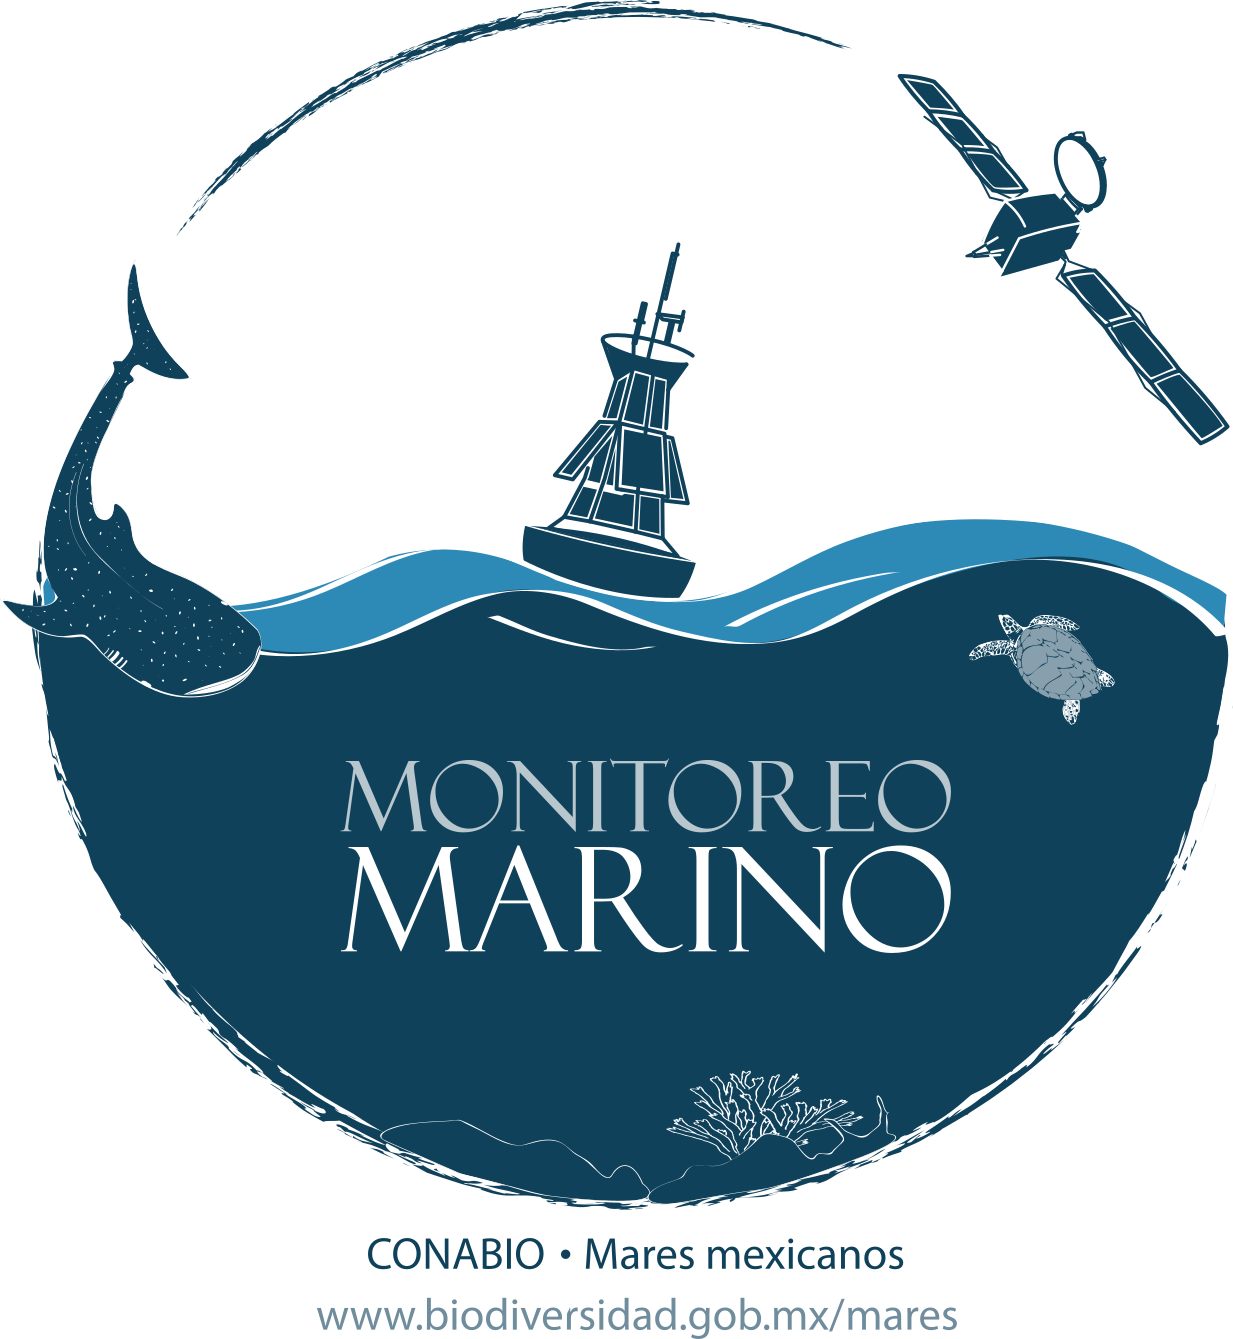 MONITOREO
MARINO
CONABIO • Mares mexicanos
www.biodiversidad.gob.mx/mares